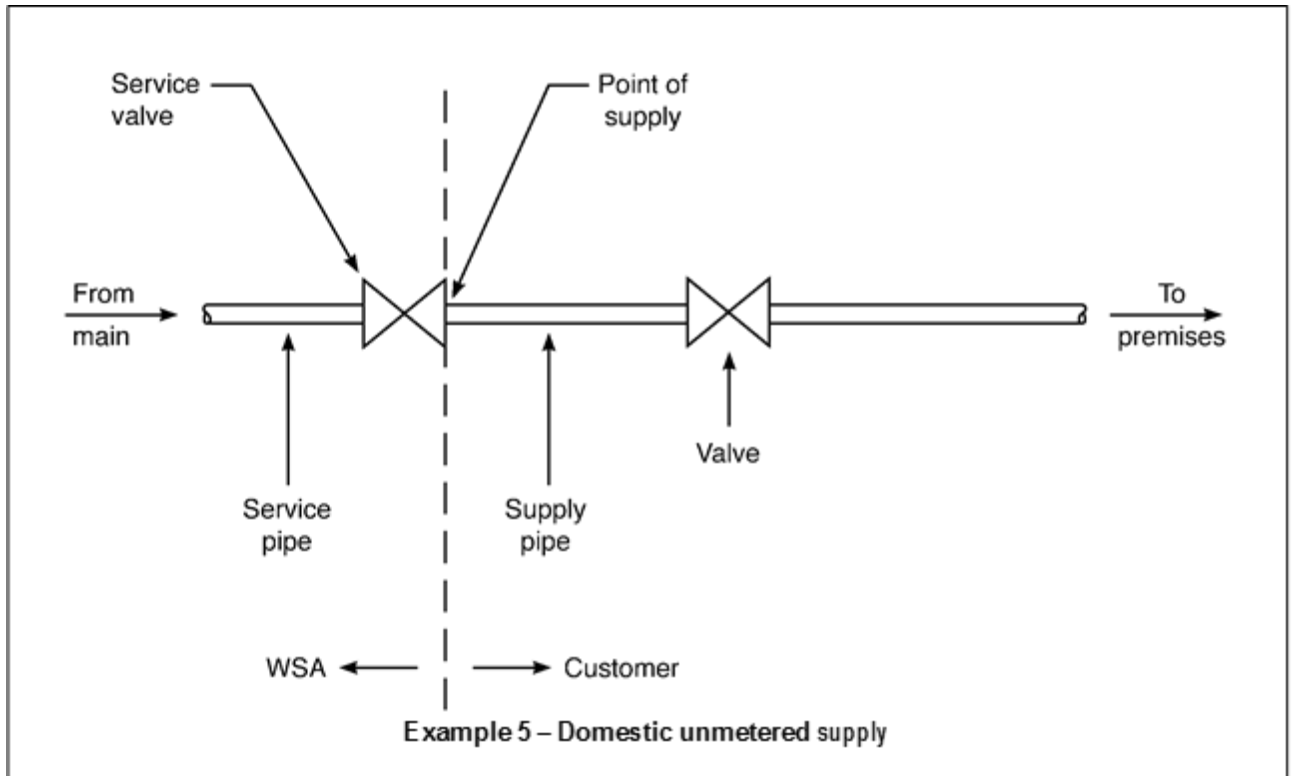 Service
valve
Point of
supply
From
main
To
premises
Valve
Service
pipe
Supply
pipe
WSA
Customer
Example 5 – Domestic unmetered supply